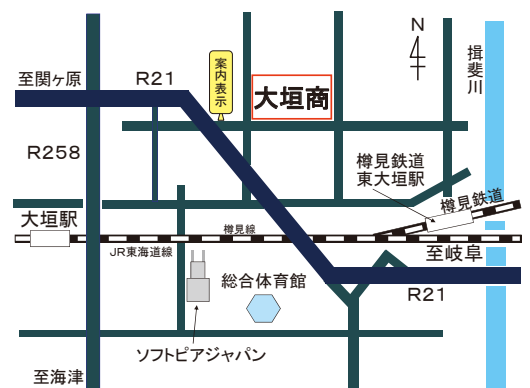 N
至関ヶ原
R21
案内表示
大垣商
揖斐川
R258
樽見鉄道
東大垣駅
樽見鉄道
大垣駅
樽見線
JR東海道線
至岐阜
総合体育館
R21
ソフトピアジャパン
至海津